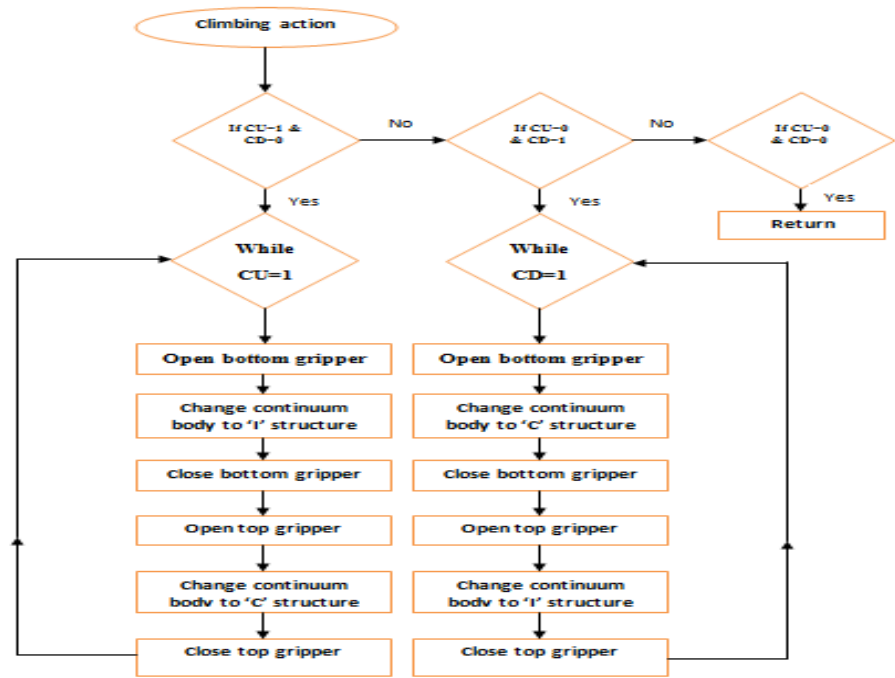 Climbing action
If CU=1 &
CD=0
No
If CU=0
& CD=1
No
If CU=0
& CD=0
Yes
Yes
Yes
Return
While
CU=1
While
CD=1
Open bottom gripper
Open bottom gripper
Change continuum
body to 'I' structure
Change continuum
body to 'C' structure
Close bottom gripper
Close bottom gripper
Open top gripper
Open top gripper
Change continuum
body to 'C' structure
Change continuum
body to 'I' structure
Close top gripper
Close top gripper